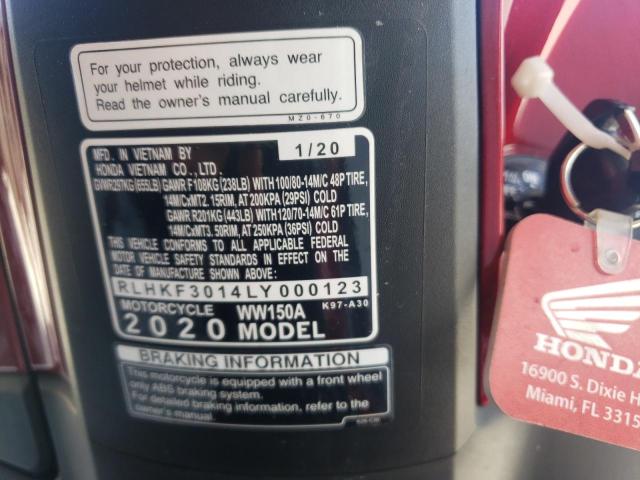 For your protection, always wear
your helmet while riding.
Read the owner's manual carefully.
MZ0-670
MFD. IN VIETNAM BY 1/20
HONDA VIETNAM CO., LTD.
GVWR297KG (655LB) GAWR F108KG (238LB) WITH 100/80-14M/C 48P TIRE,
14M/CxMT2. 15RIM, AT 200KPA (29PSI) COLD
GAWR R201KG (443LB) WITH 120/70-14M/C 61P TIRE,
14M/CxMT3. 50RIM, AT 250KPA (36PSI) COLD
THIS VEHICLE CONFORMS TO ALL APPLICABLE FEDERAL
MOTOR VEHICLE SAFETY STANDARDS IN EFFECT ON THE
DATE OF MANUFACTURE SHOWN ABOVE:
RLHKF3014LY000123
MOTORCYCLE WW150A K97-A30
2020 MODEL
BRAKING INFORMATION
This motorcycle is equipped with a front wheel
only ABS braking system.
For detailed braking information, refer to the
owner's manual.
HONDA
16900 S. Dixie H
Miami, FL 3315